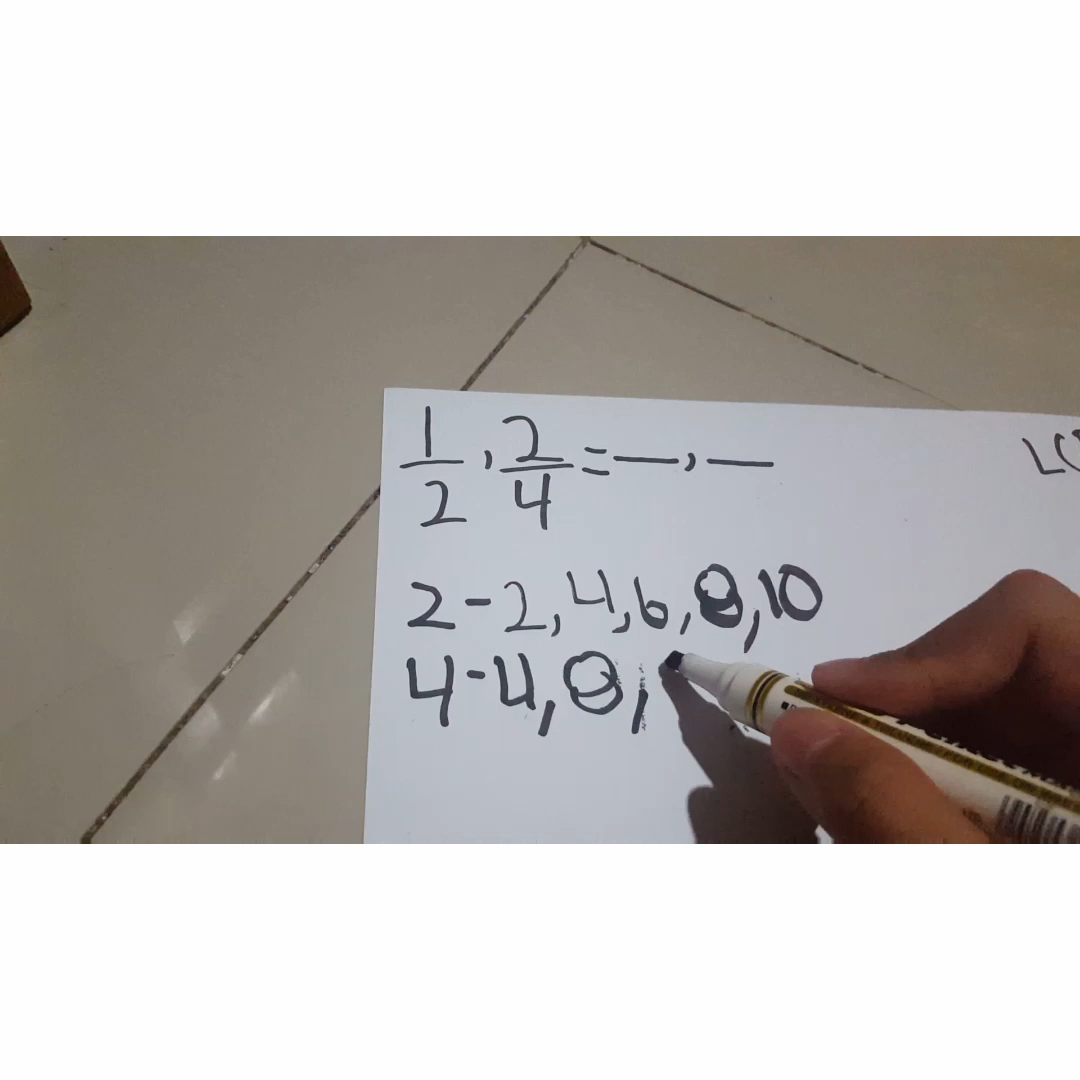 1/2, 2/4 = —, —
2 - 2, 4, 6, 8, 10
4 - 4, 8,